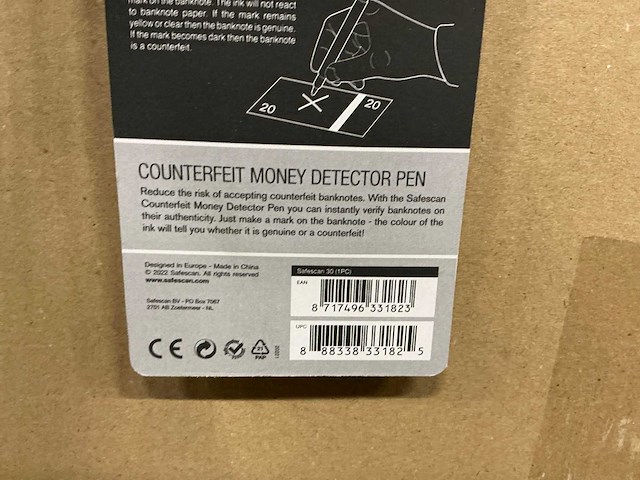 mark on the banknote. The ink will not react
to banknote paper. If the mark remains
yellow or clear then the banknote is genuine.
If the mark becomes dark then the banknote
is a counterfeit.
20
20
COUNTERFEIT MONEY DETECTOR PEN
Reduce the risk of accepting counterfeit banknotes. With the Safescan
Counterfeit Money Detector Pen you can instantly verify banknotes on
their authenticity. Just make a mark on the banknote - the colour of the
ink will tell you whether it is genuine or a counterfeit!
Designed in Europe - Made in China
© 2022 Safescan. All rights reserved
www.safescan.com
Safescan BV - PO Box 7067
2701 AB Zoetermeer - NL
Safescan 30 (1PC)
EAN
8 717496 331823
UPC
8 88338 33182 5
CE CE
PAP